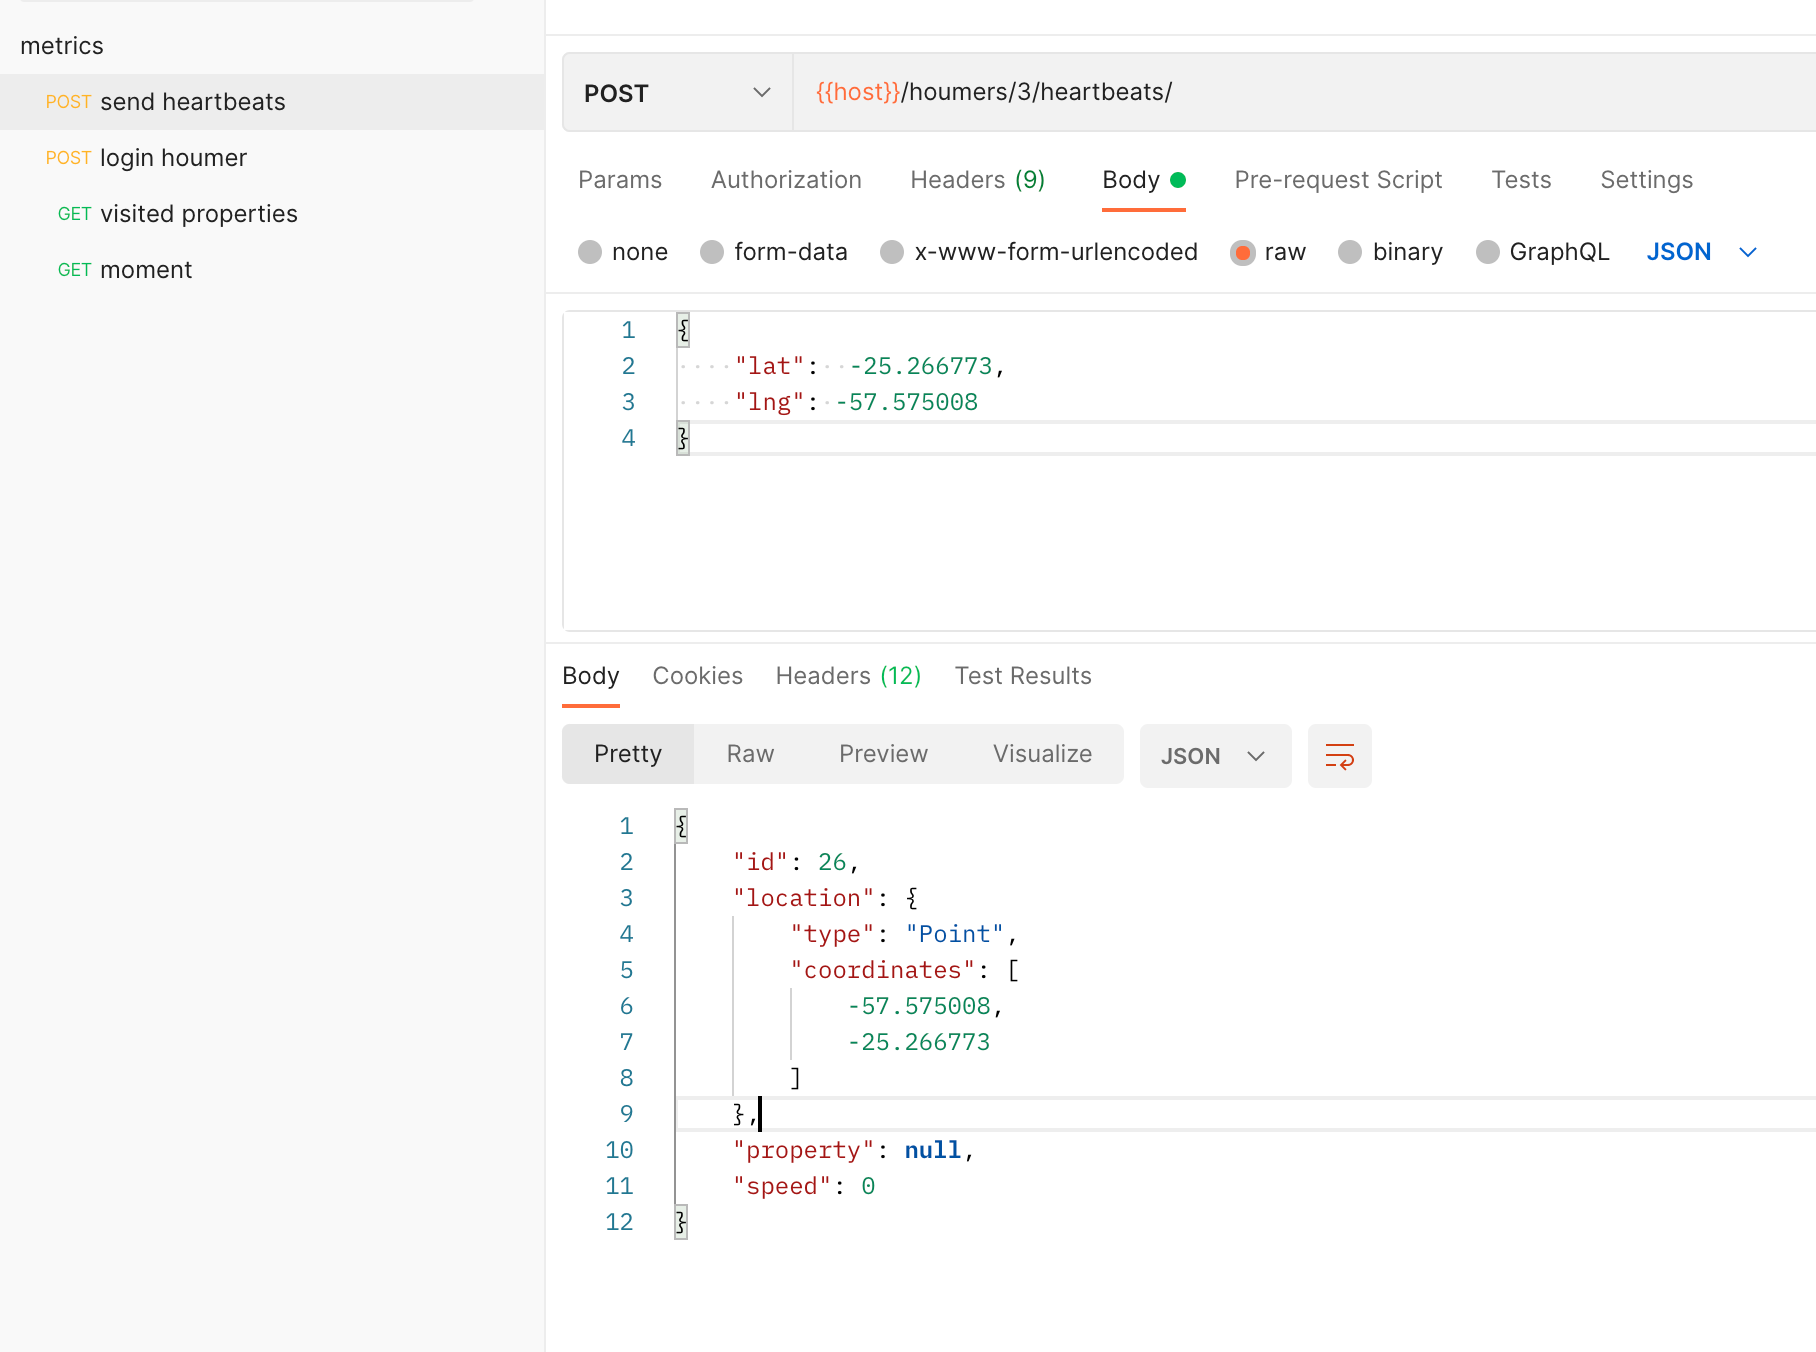 metrics
POST send heartbeats
POST login houmer
GET visited properties
GET moment
POST {{host}}/houmers/3/heartbeats/
Params Authorization Headers (9) Body Pre-request Script Tests Settings
none form-data x-www-form-urlencoded raw binary GraphQL JSON
1 {
2 "lat": -25.266773,
3 "lng": -57.575008
4 }
Body Cookies Headers (12) Test Results
Pretty Raw Preview Visualize JSON
1 {
2 "id": 26,
3 "location": {
4 "type": "Point",
5 "coordinates": [
6 -57.575008,
7 -25.266773
8 ]
9 },
10 "property": null,
11 "speed": 0
12 }